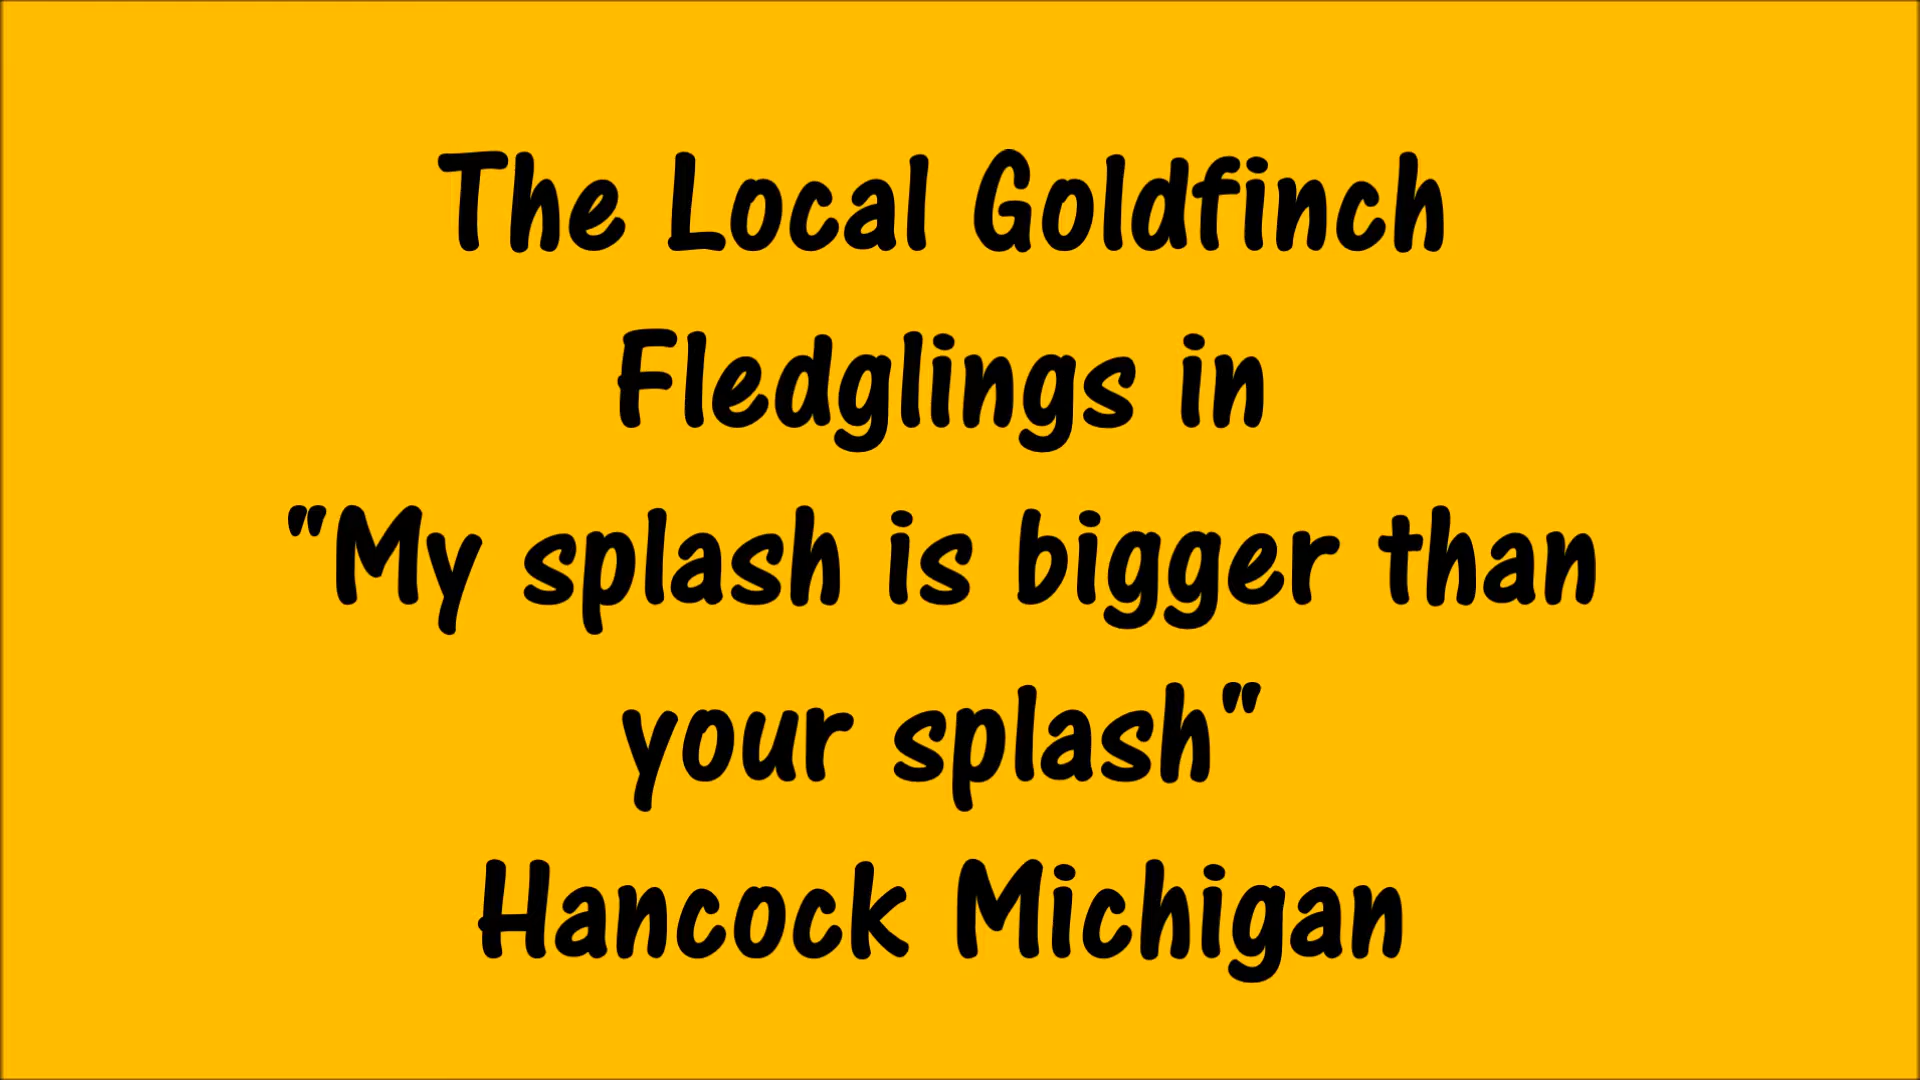 The Local Goldfinch
Fledglings in
"My splash is bigger than
your splash"
Hancock Michigan